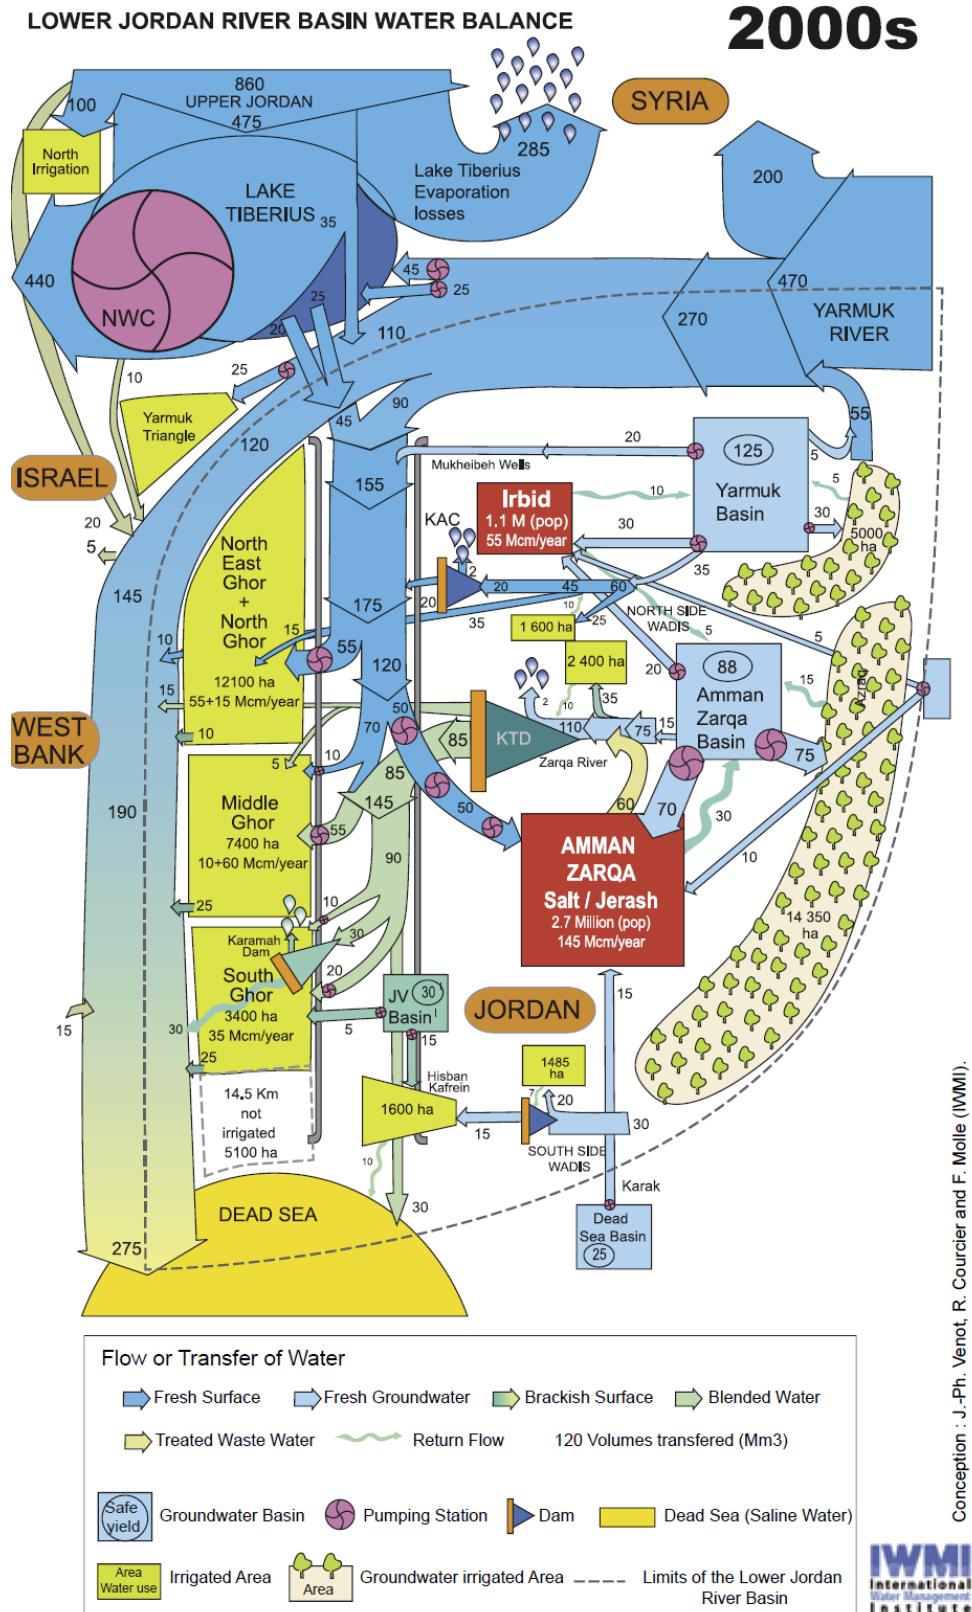 LOWER JORDAN RIVER BASIN WATER BALANCE
2000s
860
UPPER JORDAN
475
100
North
Irrigation
SYRIA
285
Lake Tiberius
Evaporation
losses
LAKE
TIBERIUS
35
200
440
NWC
45
25
470
270
YARMUK
RIVER
25
20
110
10
25
Yarmuk
Triangle
90
45
120
55
20
Mukheibeh Wells
125
Yarmuk
Basin
5
5
ISRAEL
155
Irbid
1.1 M (pop)
55 Mcm/year
10
30
30
5000
ha
20
5
KAC
2
North
East
Ghor
+
North
Ghor
35
145
175
20
20
45
60
NORTH SIDE
WADIS
10
25
1 600 ha
35
5
5
10
15
55
120
2 400 ha
88
Amman
Zarqa
Basin
20
15
12100 ha
55+15 Mcm/year
15
50
2
10
35
WEST
BANK
10
70
85
KTD
110
75
15
Zarqa River
75
5
10
85
145
60
70
30
190
Middle
Ghor
7400 ha
10+60 Mcm/year
55
50
90
10
AMMAN
ZARQA
Salt / Jerash
2.7 Million (pop)
145 Mcm/year
25
10
14 350
ha
Karamah
Dam
30
South
Ghor
3400 ha
35 Mcm/year
20
JV
Basin
30
JORDAN
15
15
30
5
15
25
Hisban
Kafrein
1485
ha
14.5 Km
not
irrigated
5100 ha
1600 ha
7
20
15
30
SOUTH SIDE
WADIS
10
Karak
DEAD SEA
30
Dead
Sea Basin
25
275
Conception : J.-Ph. Venot, R. Courcier and F. Molle (IWMI).
Flow or Transfer of Water
Fresh Surface
Fresh Groundwater
Brackish Surface
Blended Water
Treated Waste Water
Return Flow
120 Volumes transfered (Mm3)
Safe
yield
Groundwater Basin
Pumping Station
Dam
Dead Sea (Saline Water)
Area
Water use
Irrigated Area
Area
Groundwater irrigated Area
Limits of the Lower Jordan
River Basin
IWMI
International
Water Management
Institute